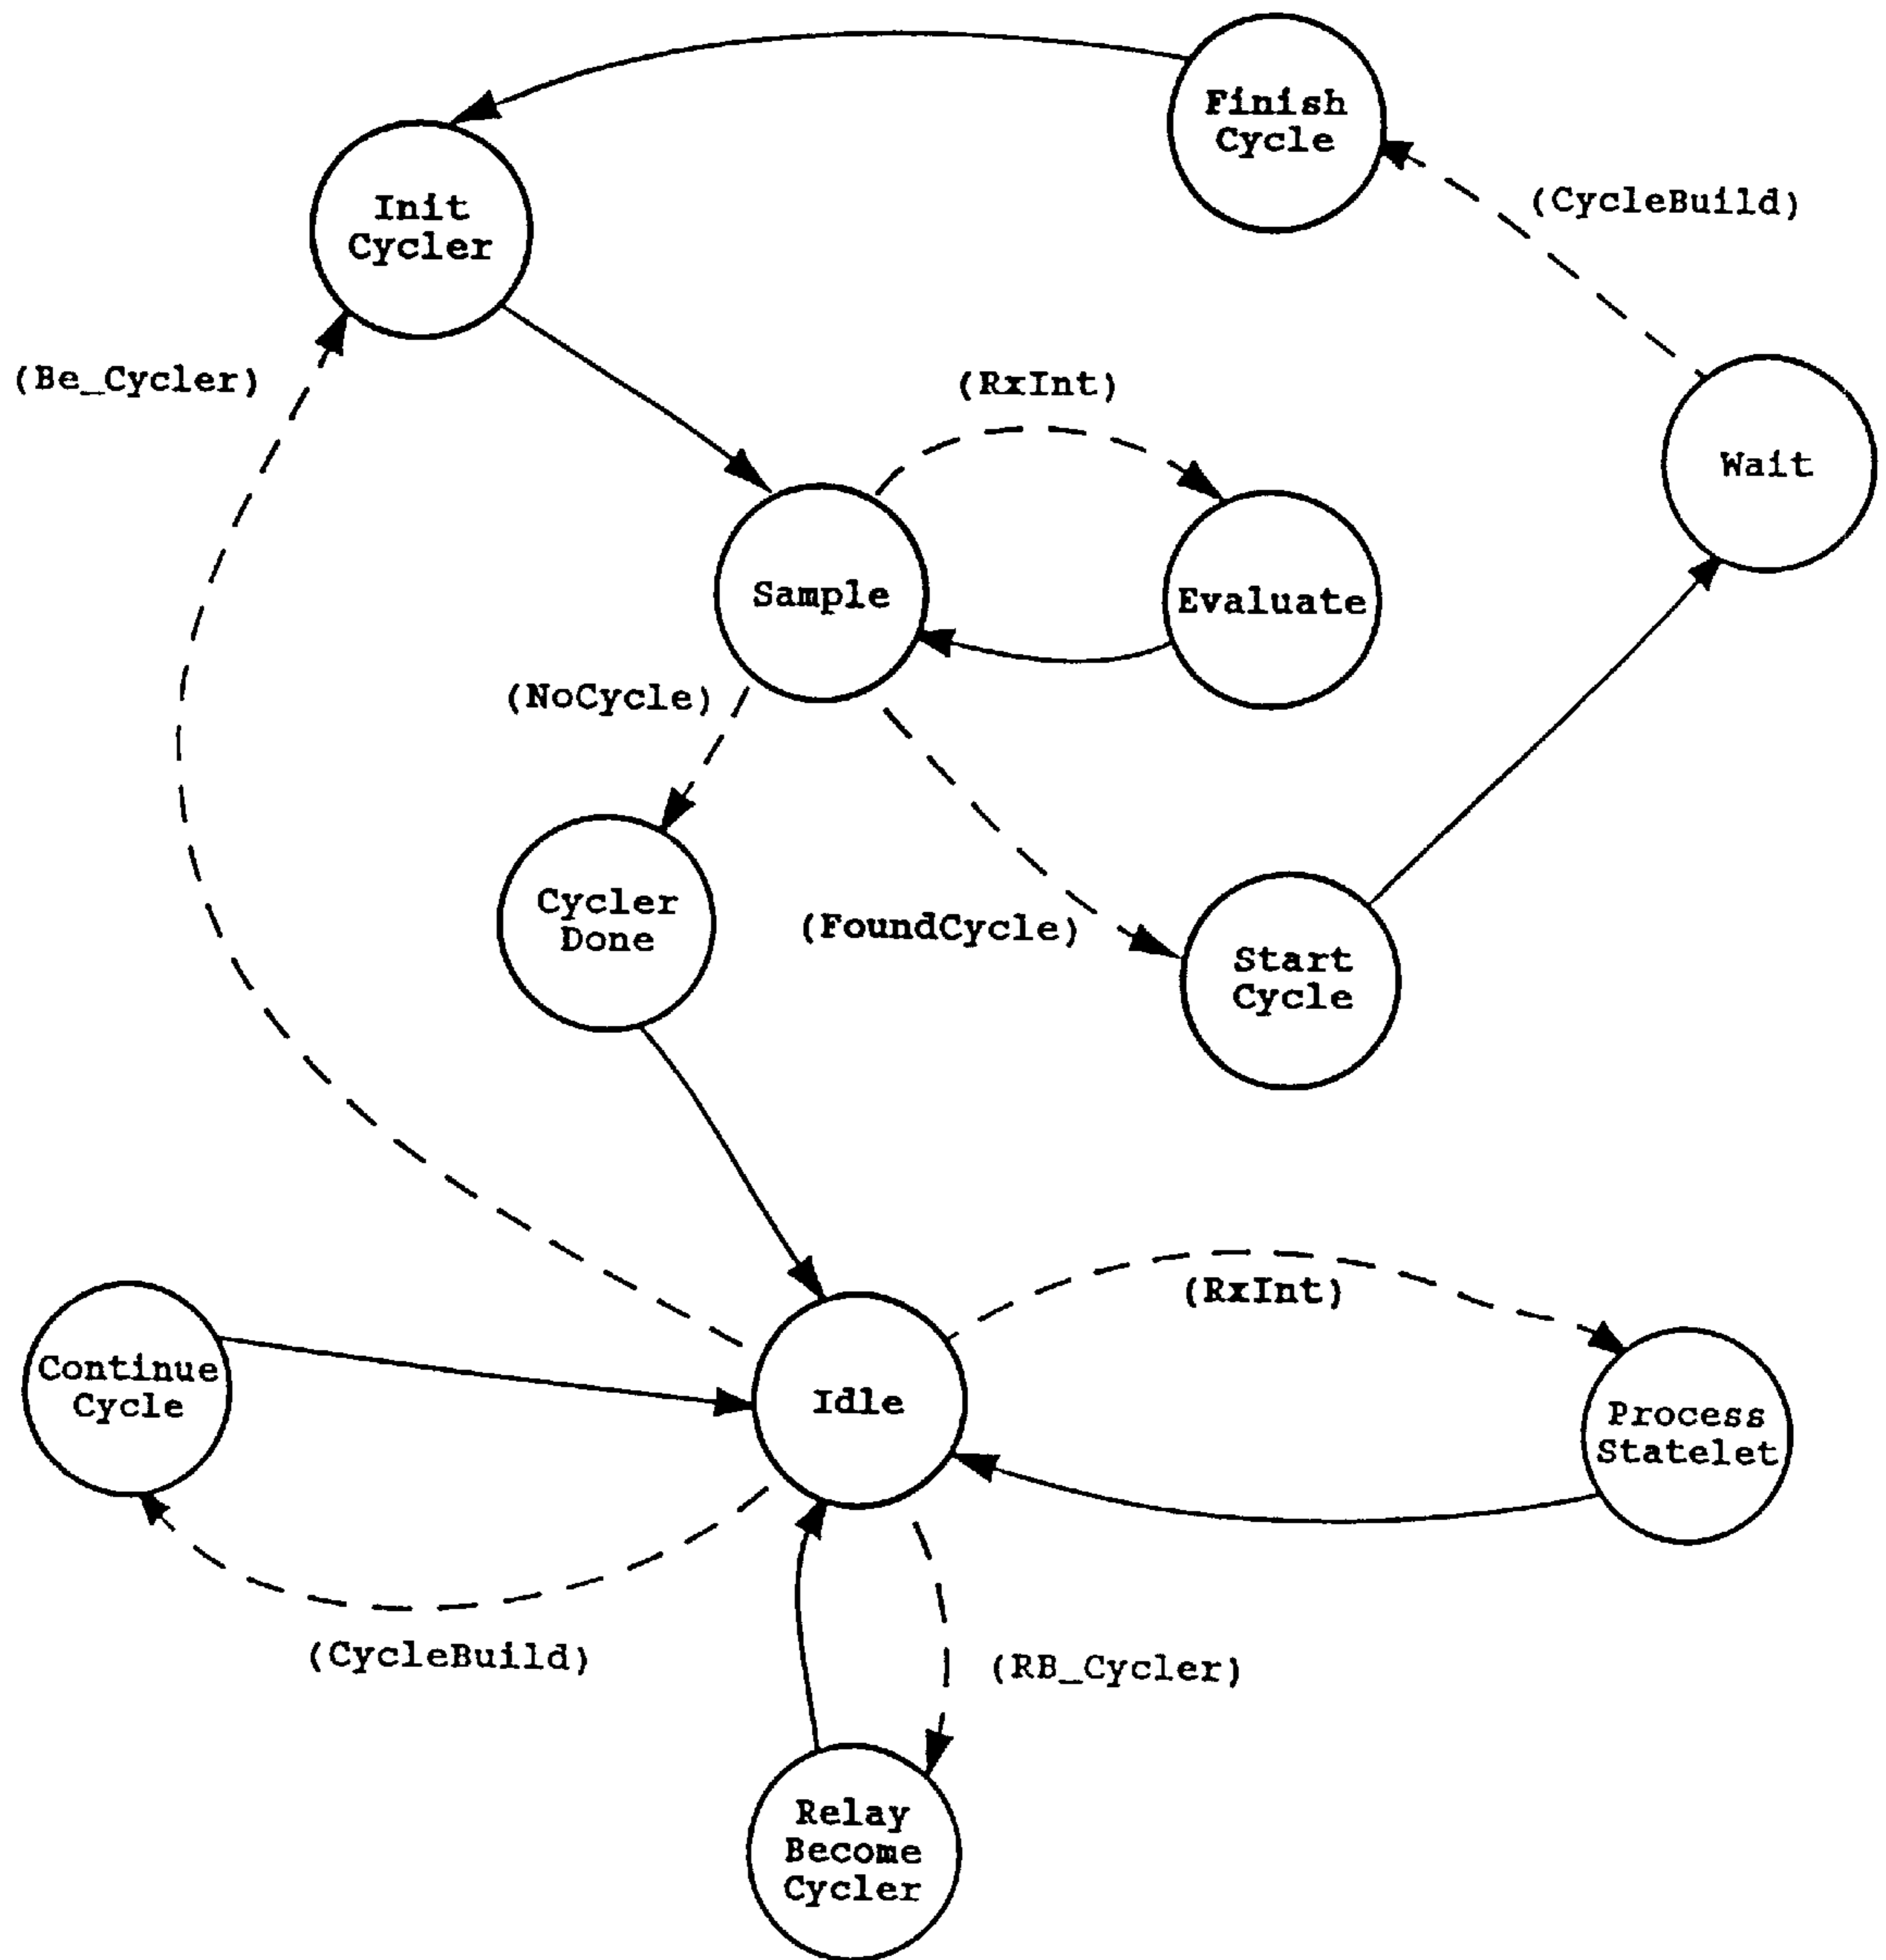 Finish
Cycle
(CycleBuild)
Init
Cycler
(Be_Cycler)
(RxInt)
Wait
Sample
Evaluate
(NoCycle)
Cycler
Done
(FoundCycle)
Start
Cycle
(RxInt)
Continue
Cycle
Idle
Process
Statelet
(CycleBuild)
(RB_Cycler)
Relay
Become
Cycler